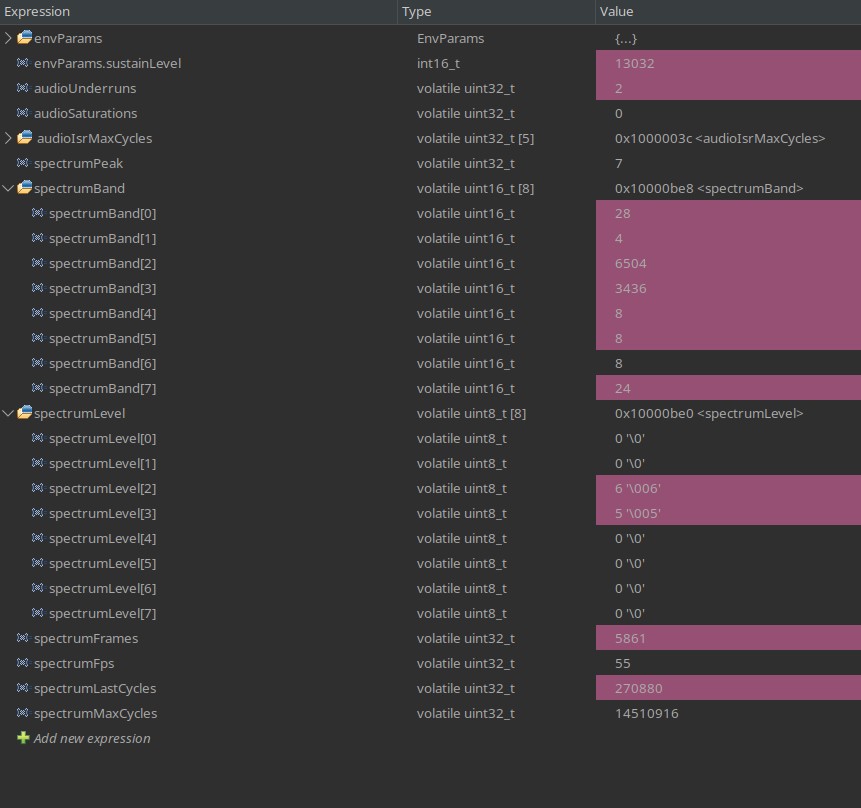 Expression Type Value
envParams EnvParams {...}
envParams.sustainLevel int16_t 13032
audioUnderruns volatile uint32_t 2
audioSaturations volatile uint32_t 0
audioIsrMaxCycles volatile uint32_t [5] 0x1000003c <audioIsrMaxCycles>
spectrumPeak volatile uint32_t 7
spectrumBand volatile uint16_t [8] 0x10000be8 <spectrumBand>
spectrumBand[0] volatile uint16_t 28
spectrumBand[1] volatile uint16_t 4
spectrumBand[2] volatile uint16_t 6504
spectrumBand[3] volatile uint16_t 3436
spectrumBand[4] volatile uint16_t 8
spectrumBand[5] volatile uint16_t 8
spectrumBand[6] volatile uint16_t 8
spectrumBand[7] volatile uint16_t 24
spectrumLevel volatile uint8_t [8] 0x10000be0 <spectrumLevel>
spectrumLevel[0] volatile uint8_t 0 '\0'
spectrumLevel[1] volatile uint8_t 0 '\0'
spectrumLevel[2] volatile uint8_t 6 '\006'
spectrumLevel[3] volatile uint8_t 5 '\005'
spectrumLevel[4] volatile uint8_t 0 '\0'
spectrumLevel[5] volatile uint8_t 0 '\0'
spectrumLevel[6] volatile uint8_t 0 '\0'
spectrumLevel[7] volatile uint8_t 0 '\0'
spectrumFrames volatile uint32_t 5861
spectrumFps volatile uint32_t 55
spectrumLastCycles volatile uint32_t 270880
spectrumMaxCycles volatile uint32_t 14510916
Add new expression